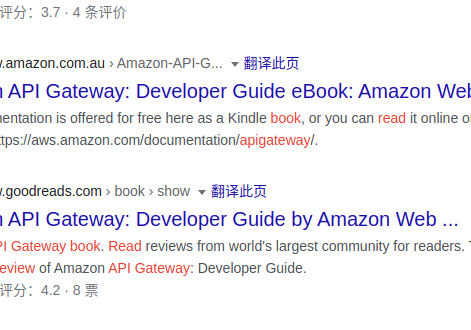 评分：3.7 · 4 条评价
.amazon.com.au › Amazon-API-G... 翻译此页
API Gateway: Developer Guide eBook: Amazon Web
mentation is offered for free here as a Kindle book, or you can read it online o
ttps://aws.amazon.com/documentation/apigateway/.
.goodreads.com › book › show 翻译此页
API Gateway: Developer Guide by Amazon Web ...
PI Gateway book. Read reviews from world's largest community for readers. T
eview of Amazon API Gateway: Developer Guide.
评分：4.2 · 8 票